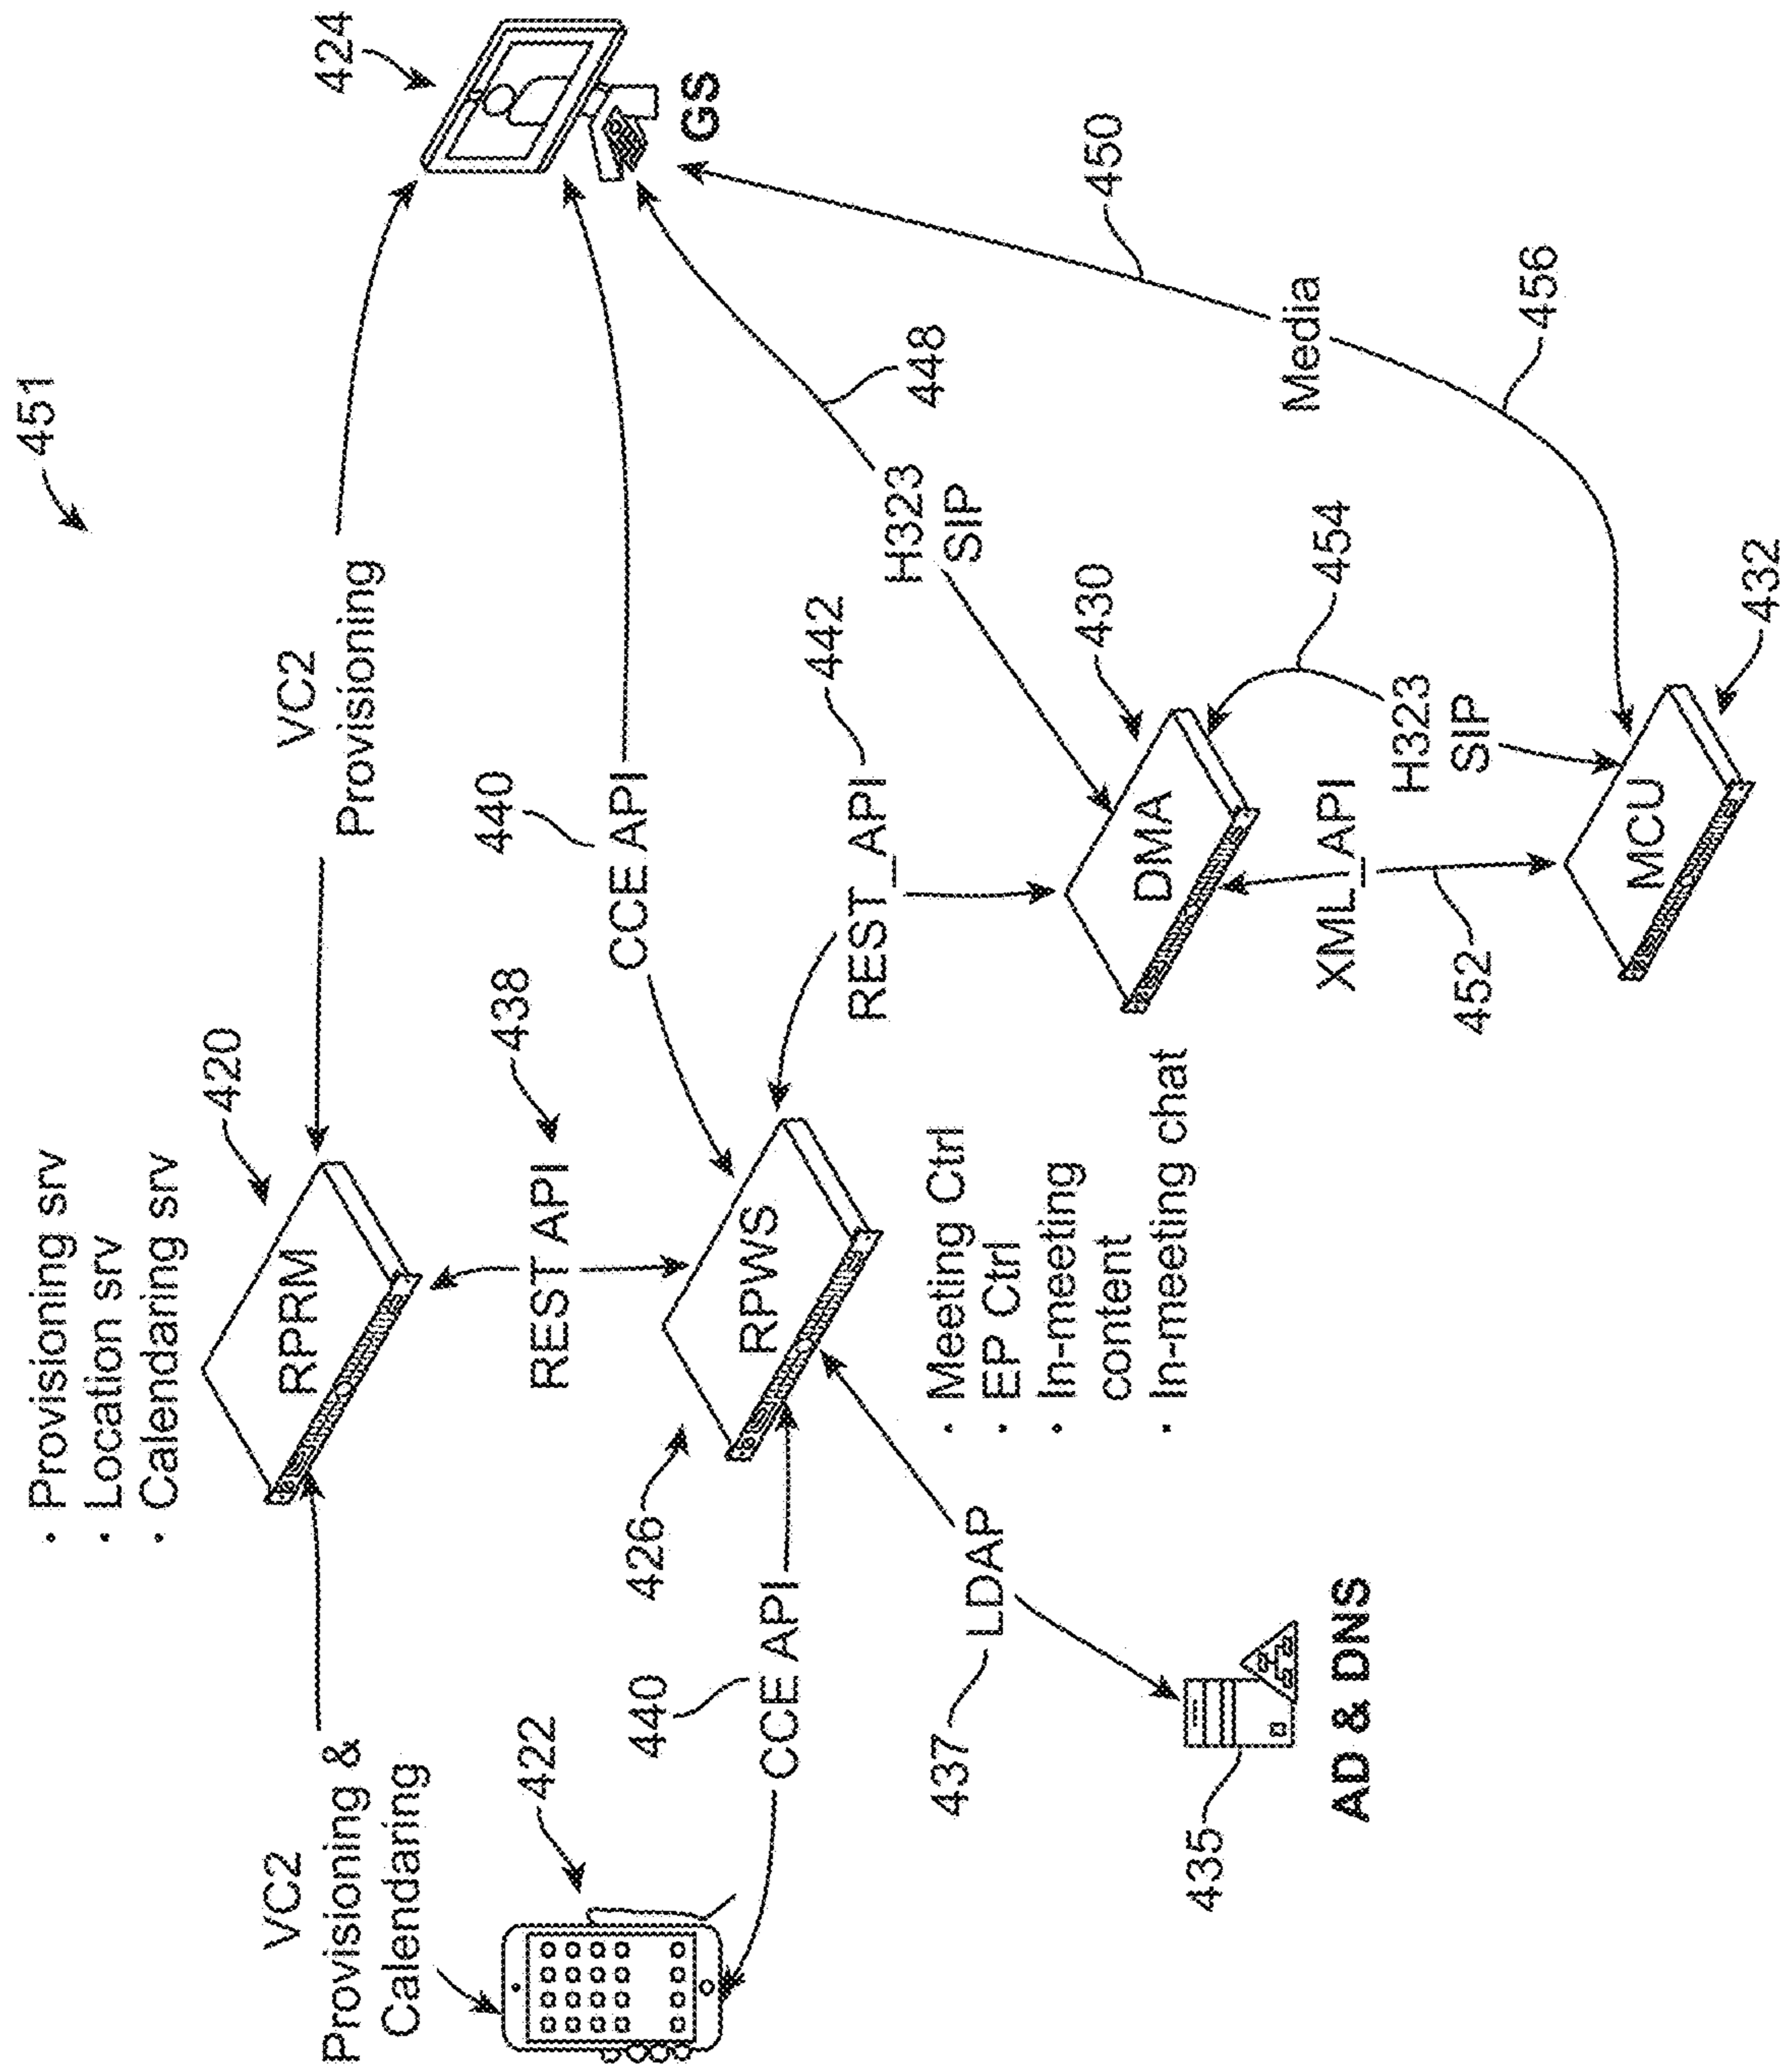 451
· Provisioning srv
· Location srv
· Calendaring srv
420
VC2
Provisioning &
Calendaring
VC2
Provisioning
424
GS
RPRM
422
REST API
438
440
CCE API
426
RPWS
440
CCE API
REST_API
442
H323
SIP
448
450
Media
456
437
LDAP
· Meeting Ctrl
· EP Ctrl
· In-meeting
content
· In-meeting chat
430
DMA
454
435
AD & DNS
XML_API
452
H323
SIP
MCU
432